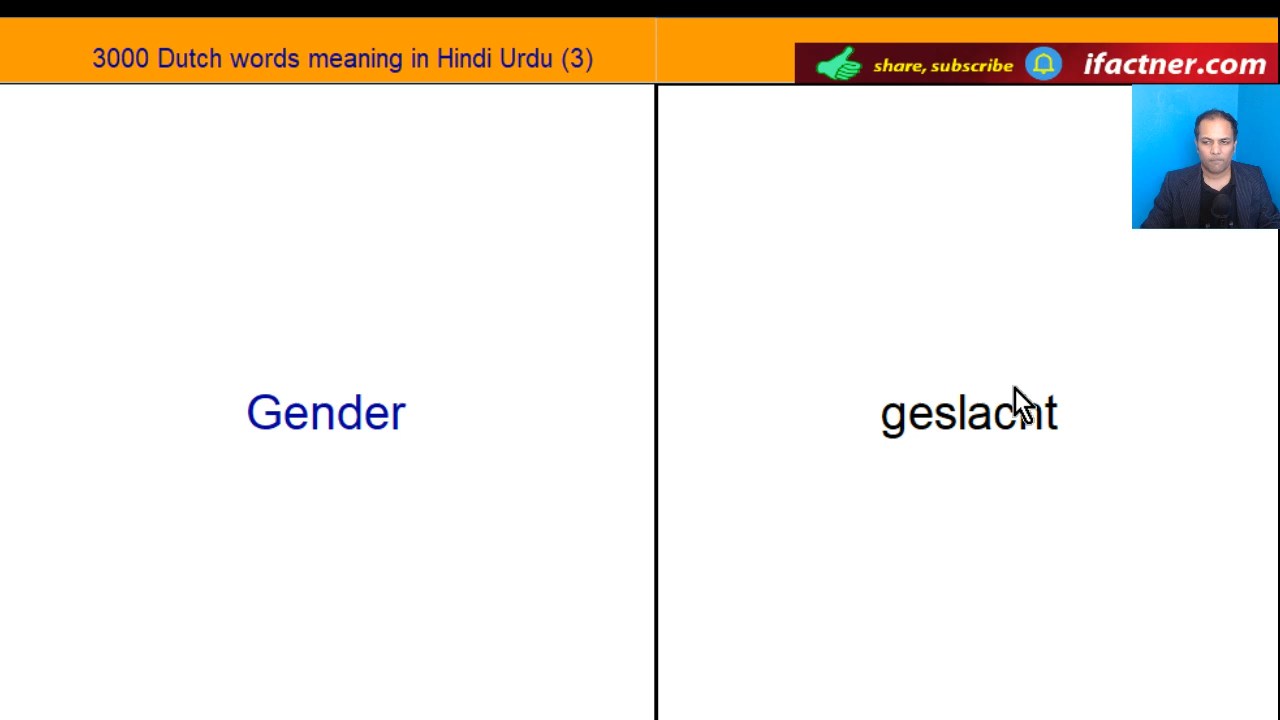 3000 Dutch words meaning in Hindi Urdu (3)
share, subscribe
ifactner.com
Gender
geslacht